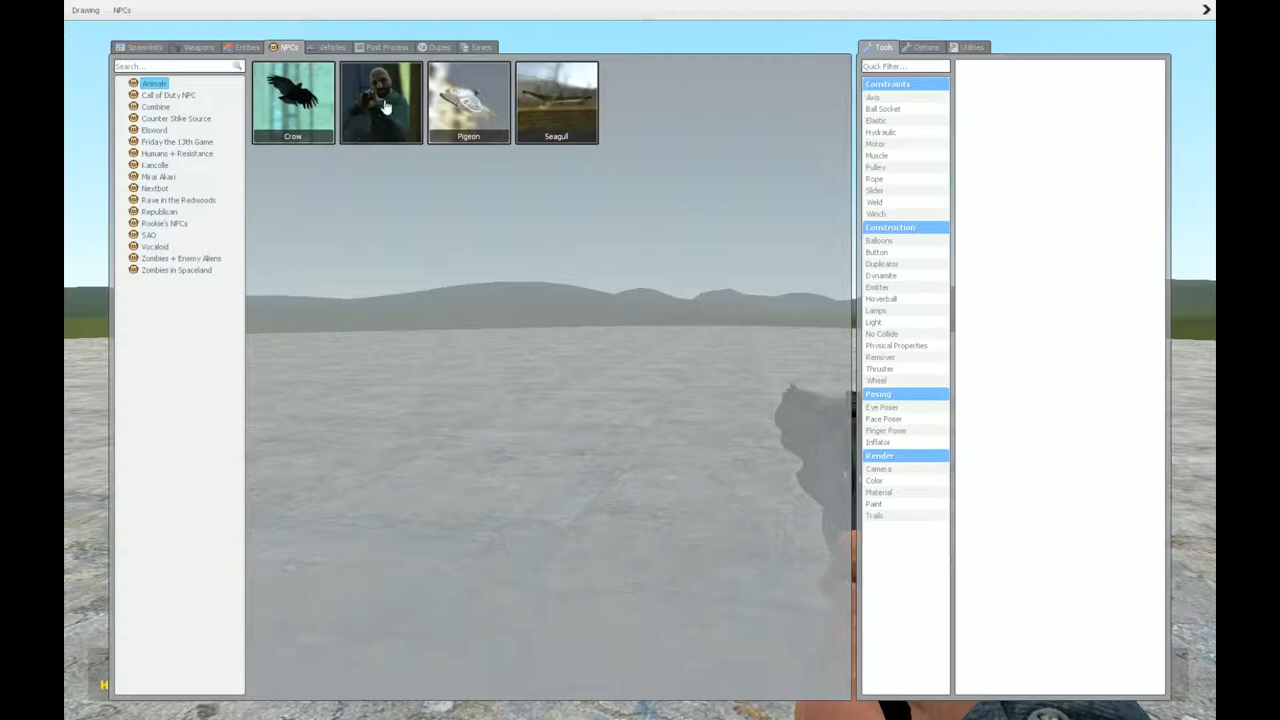 Drawing NPCs
Spawnlists Weapons Entities NPCs Vehicles Post Process Dupes Saves
Search...
Animals
Call of Duty NPC
Combine
Counter Stike Source
Elsword
Friday the 13th Game
Humans + Resistance
Kancolle
Mirai Akari
Nextbot
Rave in the Redwoods
Republican
Rookie's NPCs
SAO
Vocaloid
Zombies + Enemy Aliens
Zombies in Spaceland
Crow
Pigeon
Seagull
Tools Options Utilities
Quick Filter...
Constraints
Axis
Ball Socket
Elastic
Hydraulic
Motor
Muscle
Pulley
Rope
Slider
Weld
Winch
Construction
Balloons
Button
Duplicator
Dynamite
Emitter
Hoverball
Lamps
Light
No Collide
Physical Properties
Remover
Thruster
Wheel
Posing
Eye Poser
Face Poser
Finger Poser
Inflator
Render
Camera
Color
Material
Paint
Trails
H